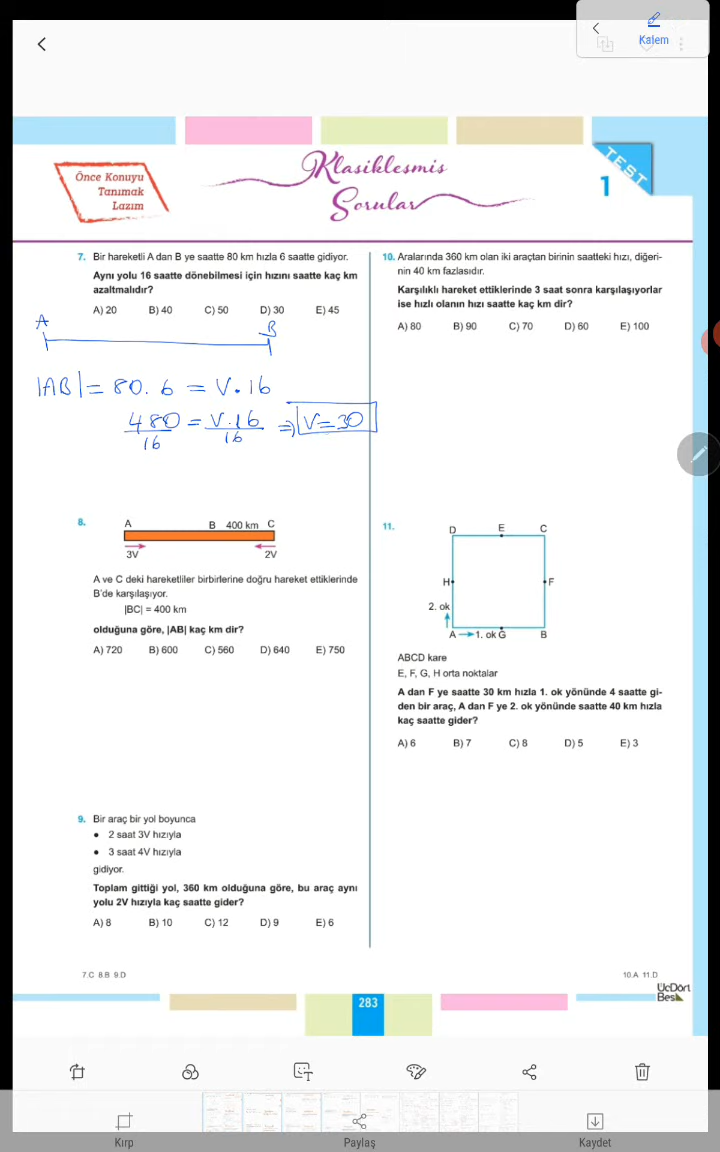 Kalem
Önce Konuyu
Tanımak
Lazım
Klasiklesmis
Sorular
TEST
1
7. Bir hareketli A dan B ye saatte 80 km hızla 6 saatte gidiyor.
Aynı yolu 16 saatte dönebilmesi için hızını saatte kaç km
azaltmalıdır?
A) 20 B) 40 C) 50 D) 30 E) 45
A B
|AB| = 80.6 = V.16
480/16 = V.16/16 ⇒ V=30
8.
A B 400 km C
3V 2V
A ve C deki hareketliler birbirlerine doğru hareket ettiklerinde
B'de karşılaşıyor.
|BC| = 400 km
olduğuna göre, |AB| kaç km dir?
A) 720 B) 600 C) 560 D) 640 E) 750
9. Bir araç bir yol boyunca
• 2 saat 3V hızıyla
• 3 saat 4V hızıyla
gidiyor.
Toplam gittiği yol, 360 km olduğuna göre, bu araç aynı
yolu 2V hızıyla kaç saatte gider?
A) 8 B) 10 C) 12 D) 9 E) 6
7.C 8.B 9.D
10. Aralarında 360 km olan iki araçtan birinin saatteki hızı, diğeri-
nin 40 km fazlasıdır.
Karşılıklı hareket ettiklerinde 3 saat sonra karşılaşıyorlar
ise hızlı olanın hızı saatte kaç km dir?
A) 80 B) 90 C) 70 D) 60 E) 100
11.
D E C
H F
2. ok
A 1. ok G B
ABCD kare
E, F, G, H orta noktalar
A dan F ye saatte 30 km hızla 1. ok yönünde 4 saatte gi-
den bir araç, A dan F ye 2. ok yönünde saatte 40 km hızla
kaç saatte gider?
A) 6 B) 7 C) 8 D) 5 E) 3
10.A 11.D
ÜçDört
Beş
283
Kırp Paylaş Kaydet